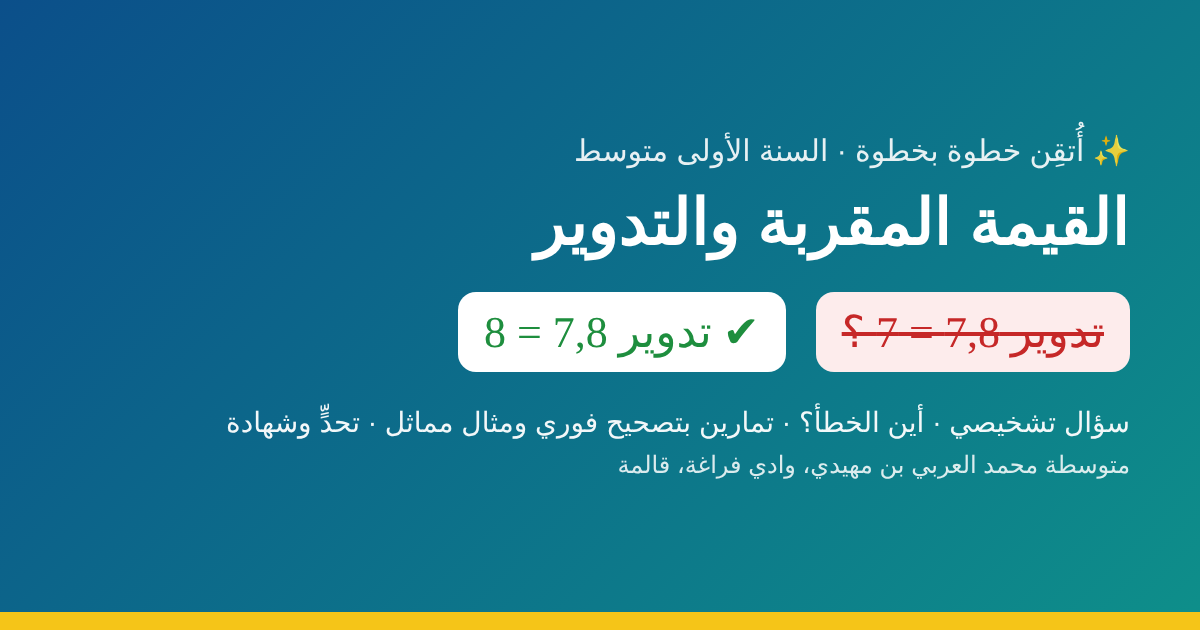 ✨ أُتقِن خطوة بخطوة · السنة الأولى متوسط
القيمة المقربة والتدوير
تدوير 7,8 = 7 ؟
✔ تدوير 7,8 = 8
سؤال تشخيصي · أين الخطأ؟ · تمارين بتصحيح فوري ومثال مماثل · تحدٍّ وشهادة
متوسطة محمد العربي بن مهيدي، وادي فراغة، قالمة